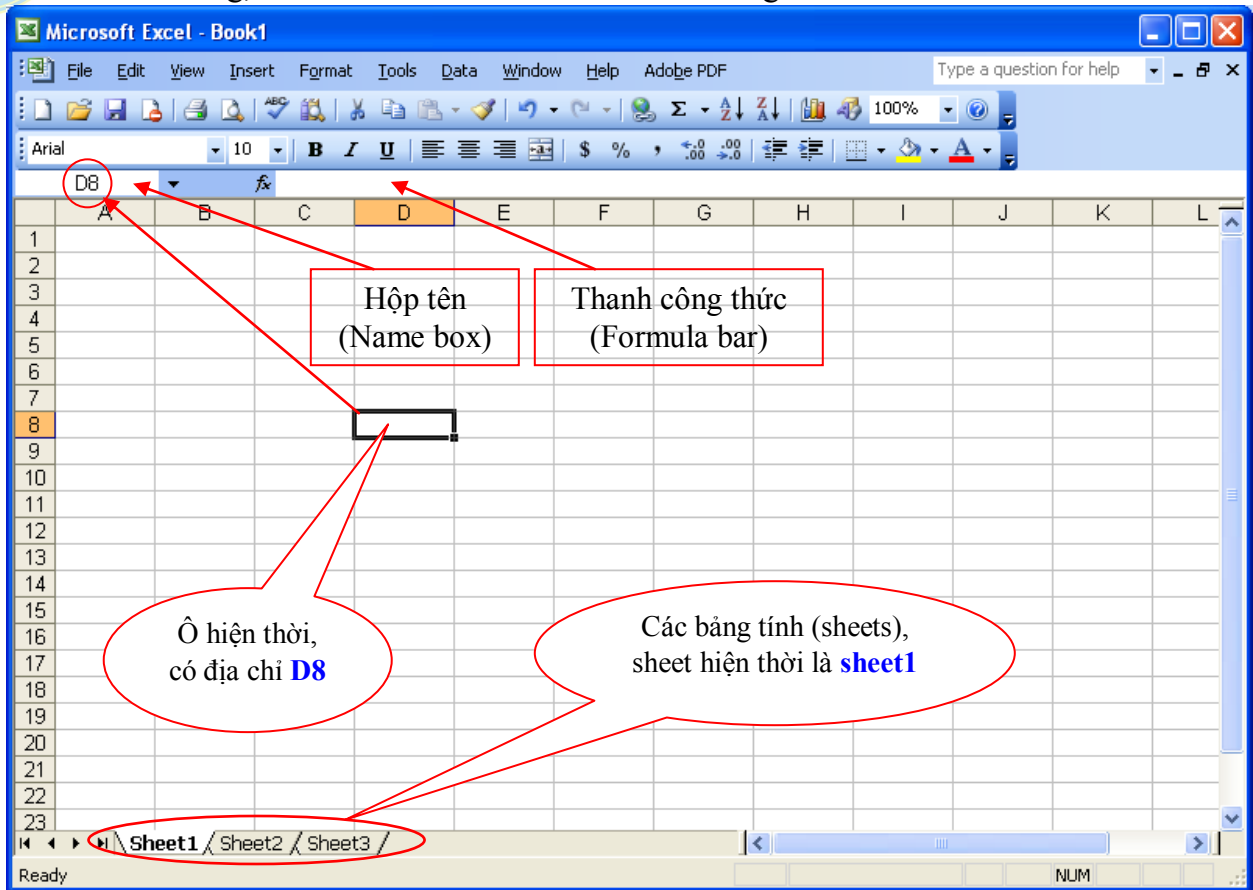 Microsoft Excel - Book1
File Edit View Insert Format Tools Data Window Help Adobe PDF Type a question for help
100%
Arial 10 B I U $ %
D8 fx
A B C D E F G H I J K L
1
2
3
4
5
6
7
8
9
10
11
12
13
14
15
16
17
18
19
20
21
22
23
Hộp tên
(Name box)
Thanh công thức
(Formula bar)
Ô hiện thời,
có địa chỉ D8
Các bảng tính (sheets),
sheet hiện thời là sheet1
Sheet1 Sheet2 Sheet3
Ready NUM